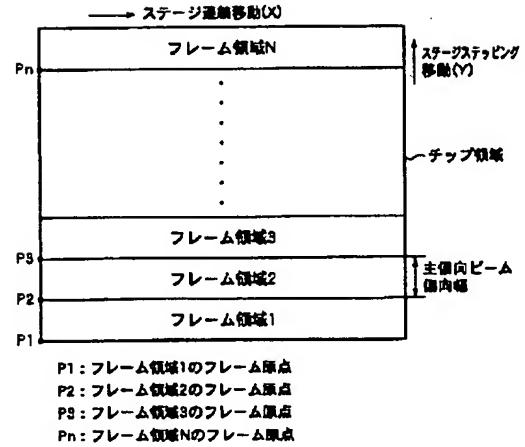 ステージ連続移動(X)
フレーム領域N
ステージステッピング
移動(Y)
Pn
チップ領域
フレーム領域3
P3
フレーム領域2
主偏向ビーム
偏向幅
P2
フレーム領域1
P1
P1：フレーム領域1のフレーム原点
P2：フレーム領域2のフレーム原点
P3：フレーム領域3のフレーム原点
Pn：フレーム領域Nのフレーム原点